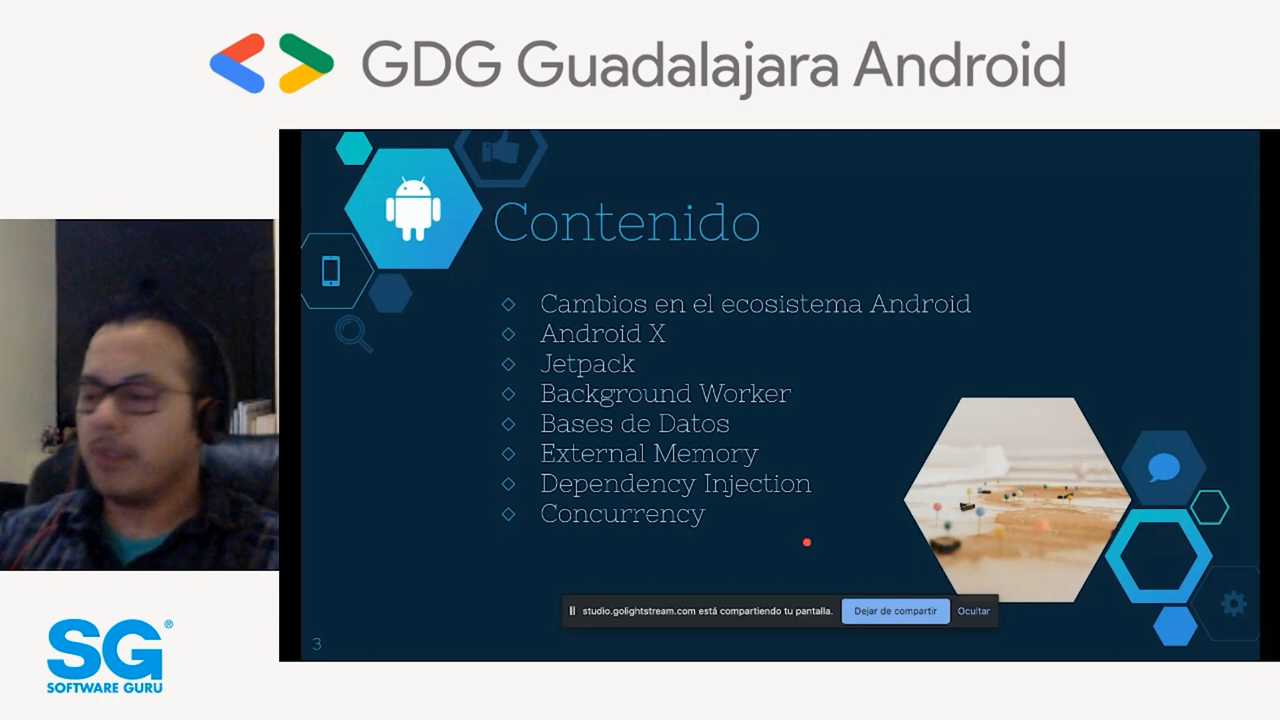 GDG Guadalajara Android
Contenido
Cambios en el ecosistema Android
Android X
Jetpack
Background Worker
Bases de Datos
External Memory
Dependency Injection
Concurrency
studio.golightstream.com está compartiendo tu pantalla.
Dejar de compartir
Ocultar
3
SG®
SOFTWARE GURU